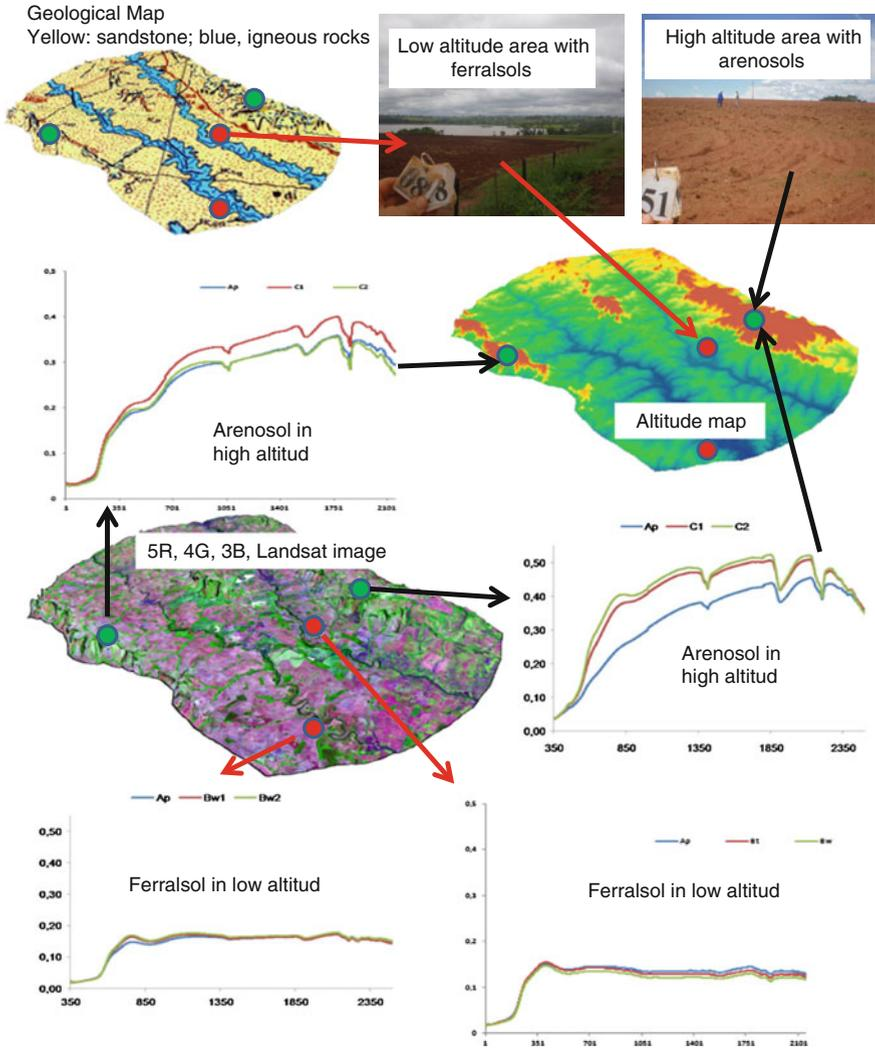 Geological Map
Yellow: sandstone; blue, igneous rocks
Low altitude area with
ferralsols
High altitude area with
arenosols
51
Altitude map
0,5
Ap C1 C2
0,4
0,3
0,2
0,1
0
1 351 701 1051 1401 1751 2101
Arenosol in
high altitud
5R, 4G, 3B, Landsat image
Ap C1 C2
0,50
0,40
0,30
0,20
0,10
0,00
350 850 1350 1850 2350
Arenosol in
high altitud
Ap Bw1 Bw2
0,50
0,40
0,30
0,20
0,10
0,00
350 850 1350 1850 2350
Ferralsol in low altitud
0,5
Ap Bt Bw
0,4
0,3
0,2
0,1
0
1 351 701 1051 1401 1751 2101
Ferralsol in low altitud